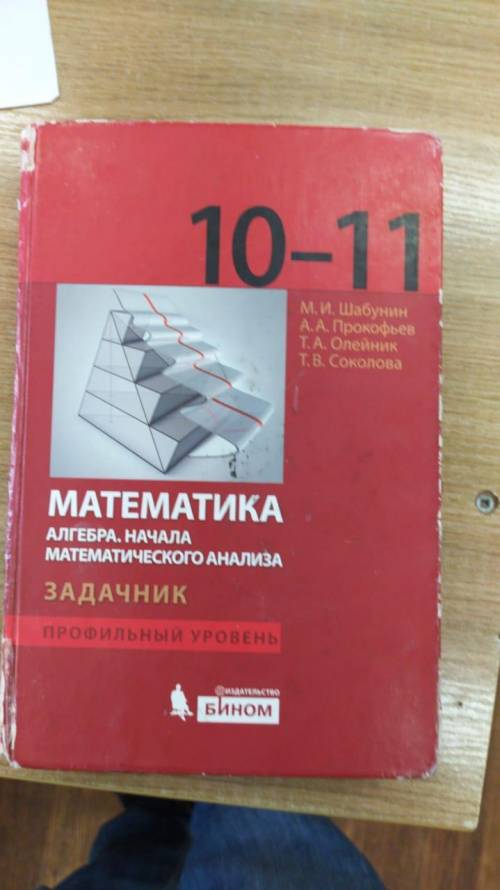 10–11
М. И. Шабунин
А. А. Прокофьев
Т. А. Олейник
Т. В. Соколова
МАТЕМАТИКА
АЛГЕБРА. НАЧАЛА
МАТЕМАТИЧЕСКОГО АНАЛИЗА
ЗАДАЧНИК
ПРОФИЛЬНЫЙ УРОВЕНЬ
ИЗДАТЕЛЬСТВО
БИНОМ